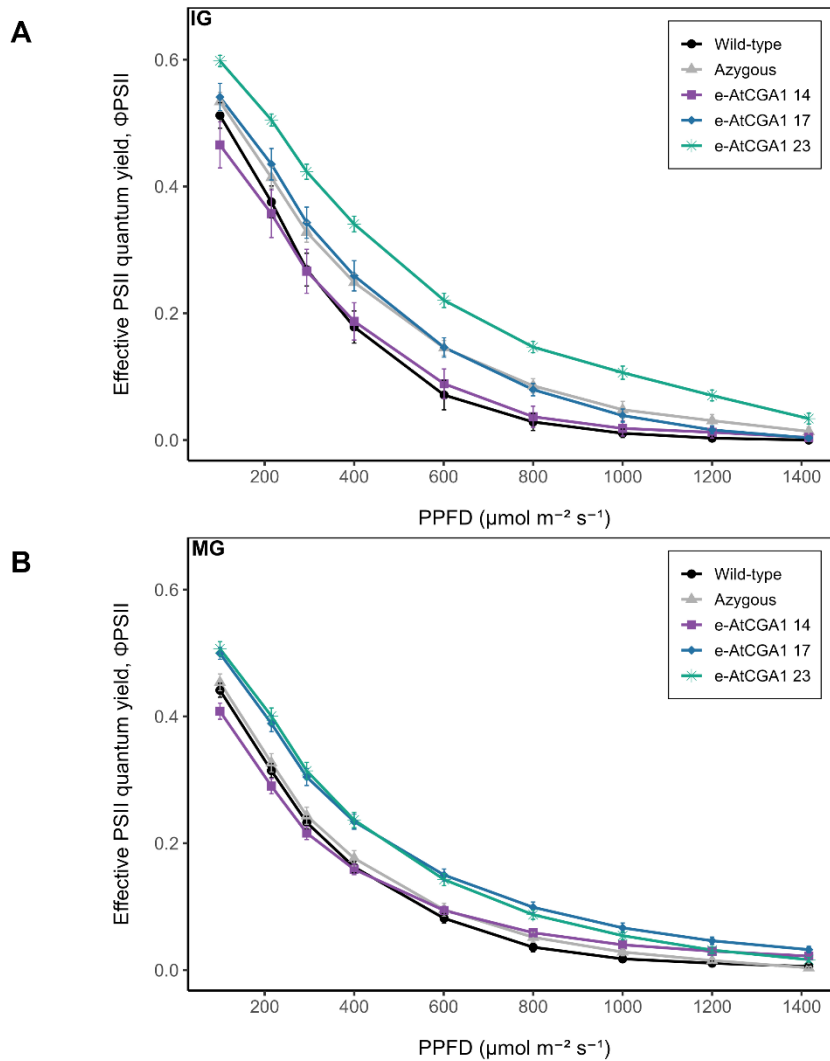 A
IG
Effective PSII quantum yield, ΦPSII
0.6
0.4
0.2
0.0
Wild-type
Azygous
e-AtCGA1 14
e-AtCGA1 17
e-AtCGA1 23
200 400 600 800 1000 1200 1400
PPFD (μmol m⁻² s⁻¹)
B
MG
Effective PSII quantum yield, ΦPSII
0.6
0.4
0.2
0.0
Wild-type
Azygous
e-AtCGA1 14
e-AtCGA1 17
e-AtCGA1 23
200 400 600 800 1000 1200 1400
PPFD (μmol m⁻² s⁻¹)